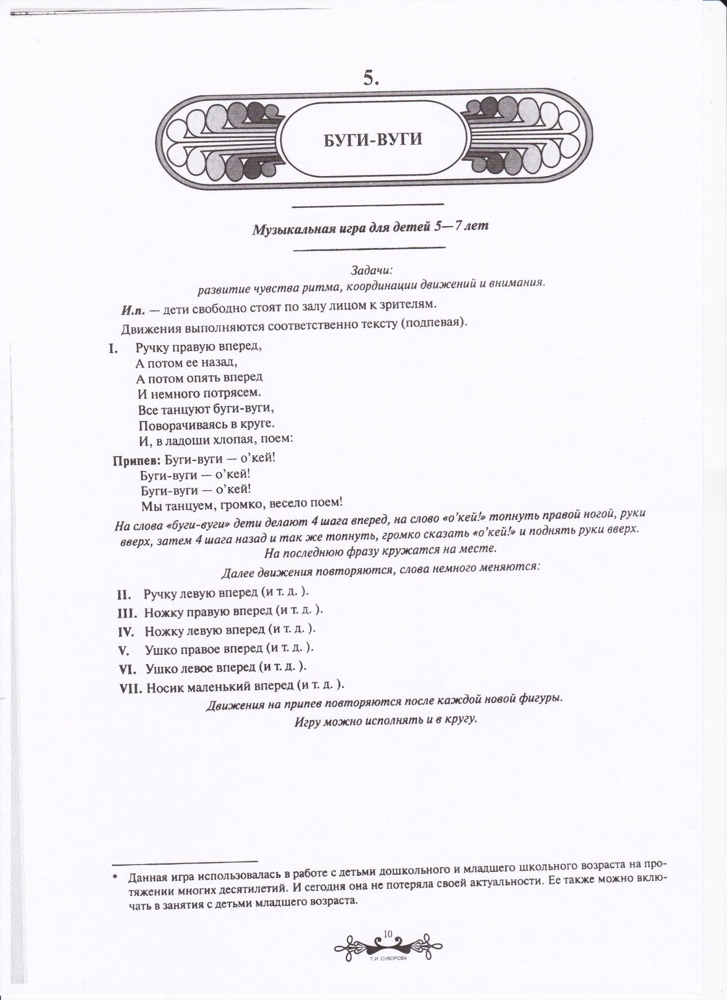 5.
БУГИ-ВУГИ
Музыкальная игра для детей 5—7 лет
Задачи:
развитие чувства ритма, координации движений и внимания.
И.п. — дети свободно стоят по залу лицом к зрителям.
Движения выполняются соответственно тексту (подпевая).
I. Ручку правую вперед,
А потом ее назад,
А потом опять вперед
И немного потрясем.
Все танцуют буги-вуги,
Поворачиваясь в круге.
И, в ладоши хлопая, поем:
Припев: Буги-вуги — о’кей!
Буги-вуги — о’кей!
Буги-вуги — о’кей!
Мы танцуем, громко, весело поем!
На слова «буги-вуги» дети делают 4 шага вперед, на слово «о’кей!» топнуть правой ногой, руки
вверх, затем 4 шага назад и так же топнуть, громко сказать «о’кей!» и поднять руки вверх.
На последнюю фразу кружатся на месте.
Далее движения повторяются, слова немного меняются:
II. Ручку левую вперед (и т. д. ).
III. Ножку правую вперед (и т. д. ).
IV. Ножку левую вперед (и т. д. ).
V. Ушко правое вперед (и т. д. ).
VI. Ушко левое вперед (и т. д. ).
VII. Носик маленький вперед (и т. д. ).
Движения на припев повторяются после каждой новой фигуры.
Игру можно исполнять и в кругу.
* Данная игра использовалась в работе с детьми дошкольного и младшего школьного возраста на про-
тяжении многих десятилетий. И сегодня она не потеряла своей актуальности. Ее также можно вклю-
чать в занятия с детьми младшего возраста.
10
Т. И. СУВОРОВА